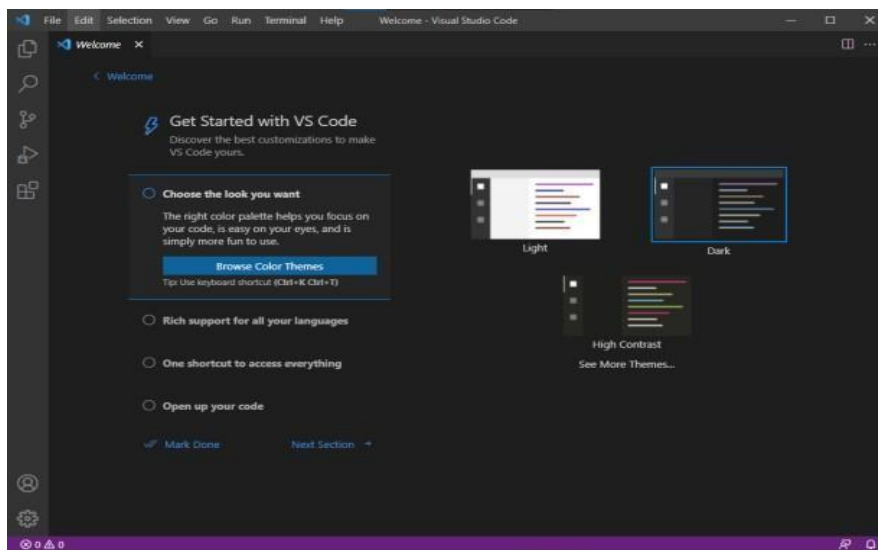 File Edit Selection View Go Run Terminal Help Welcome - Visual Studio Code
Welcome
< Welcome
Get Started with VS Code
Discover the best customizations to make
VS Code yours.
Choose the look you want
The right color palette helps you focus on
your code, is easy on your eyes, and is
simply more fun to use.
Browse Color Themes
Tip: Use keyboard shortcut (Ctrl+K Ctrl+T)
Rich support for all your languages
One shortcut to access everything
Open up your code
Mark Done Next Section
Light
Dark
High Contrast
See More Themes...
0 0